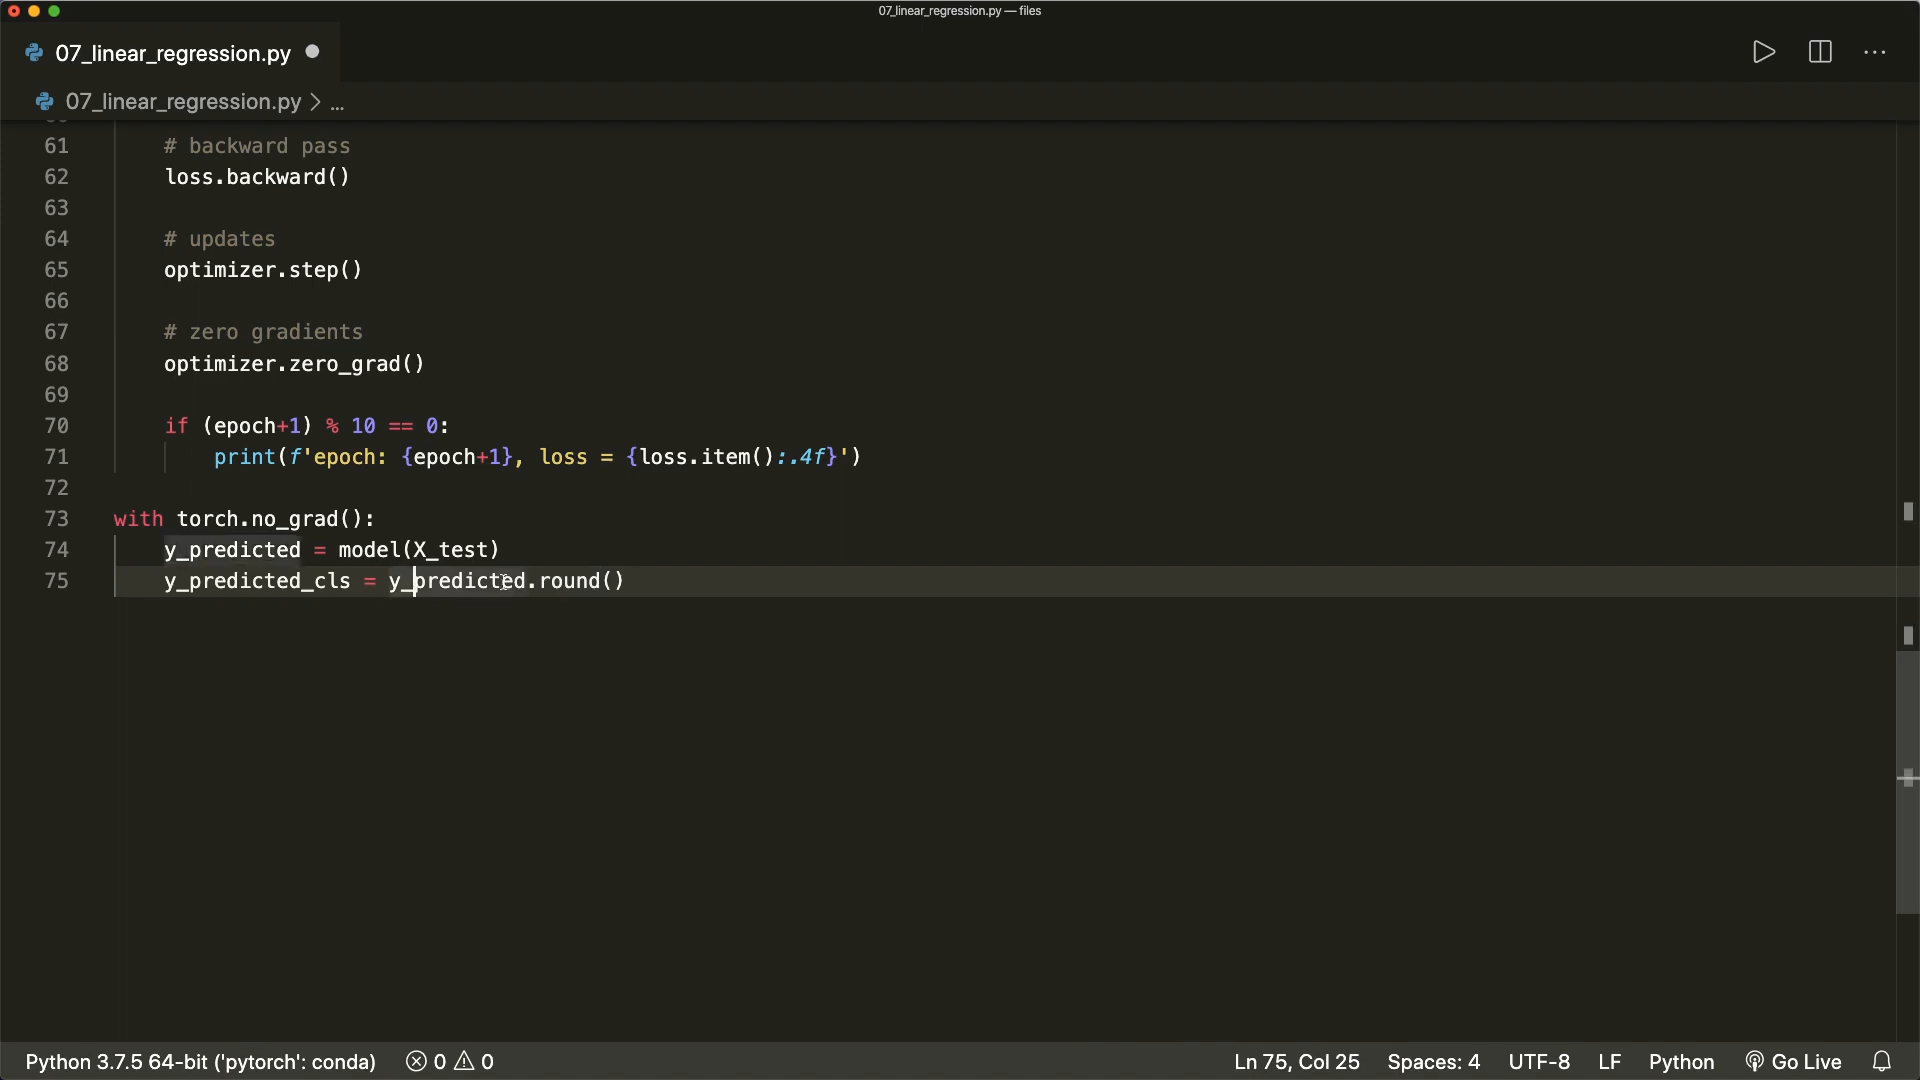 07_linear_regression.py — files
07_linear_regression.py
07_linear_regression.py > ...
61 # backward pass
62 loss.backward()
63
64 # updates
65 optimizer.step()
66
67 # zero gradients
68 optimizer.zero_grad()
69
70 if (epoch+1) % 10 == 0:
71 print(f'epoch: {epoch+1}, loss = {loss.item():.4f}')
72
73 with torch.no_grad():
74 y_predicted = model(X_test)
75 y_predicted_cls = y_predicted.round()
Python 3.7.5 64-bit ('pytorch': conda) 0 0 Ln 75, Col 25 Spaces: 4 UTF-8 LF Python Go Live